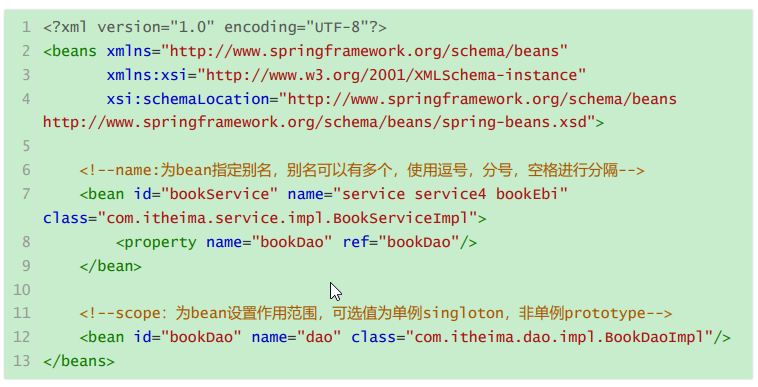 1 <?xml version="1.0" encoding="UTF-8"?>
2 <beans xmlns="http://www.springframework.org/schema/beans"
3 xmlns:xsi="http://www.w3.org/2001/XMLSchema-instance"
4 xsi:schemaLocation="http://www.springframework.org/schema/beans
http://www.springframework.org/schema/beans/spring-beans.xsd">
5
6 <!--name:为bean指定别名，别名可以有多个，使用逗号，分号，空格进行分隔-->
7 <bean id="bookService" name="service service4 bookEbi"
class="com.itheima.service.impl.BookServiceImpl">
8 <property name="bookDao" ref="bookDao"/>
9 </bean>
10
11 <!--scope：为bean设置作用范围，可选值为单例singloton，非单例prototype-->
12 <bean id="bookDao" name="dao" class="com.itheima.dao.impl.BookDaoImpl"/>
13 </beans>